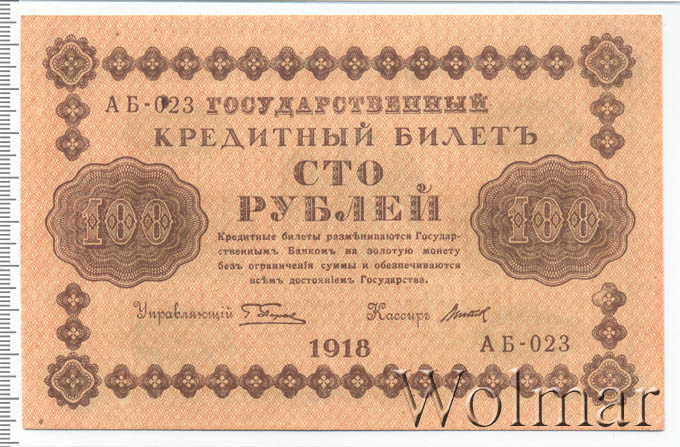 АБ-023 ГОСУДАРСТВЕННЫЙ
КРЕДИТНЫЙ БИЛЕТЪ
СТО
РУБЛЕЙ
100
100
Кредитные билеты размѣниваются Государ-
ственнымъ Банкомъ на золотую монету
безъ ограниченія суммы и обезпечиваются
всѣмъ достояніемъ Государства.
Управляющій
Кассиръ
1918
АБ-023
Wolmar